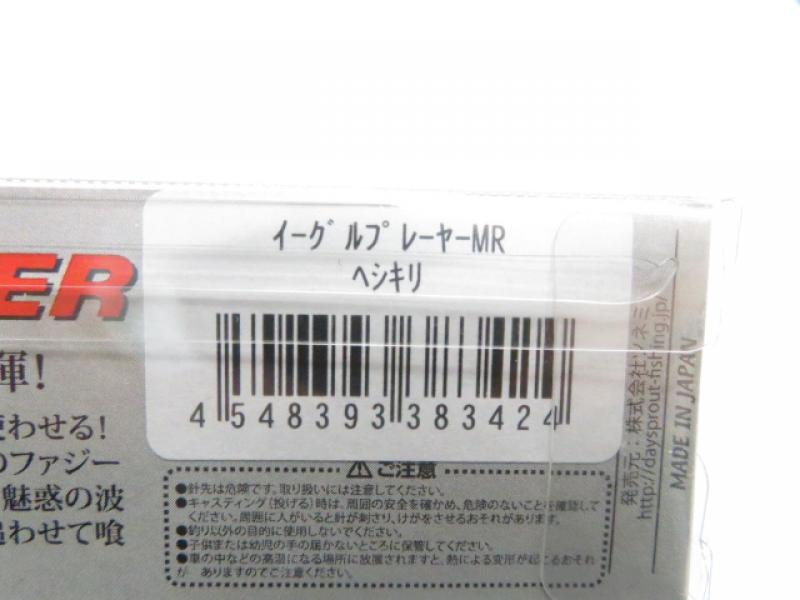 イーグルプレーヤーMR
ヘシキリ
4 548393 383424
ER
輝!
使わせる!
のファジー
魅惑の波
追わせて喰
⚠ご注意
●針先は危険です。取り扱いには注意してください。
●キャスティング(投げる)時は、周囲の安全を確かめ、危険のないことを確認して
ください。周囲に人がいると針が刺さり、けがをさせるおそれがあります。
●釣り以外の目的に使用しないでください。
●子供または幼児の手の届かないところに保管してください。
●車の中などの高温になる場所に放置されますと、熱による変形が起こるおそれ
がありますのでご注意ください。
発売元:株式会社ツネミ
http://daysprout-fishing.jp/
MADE IN JAPAN